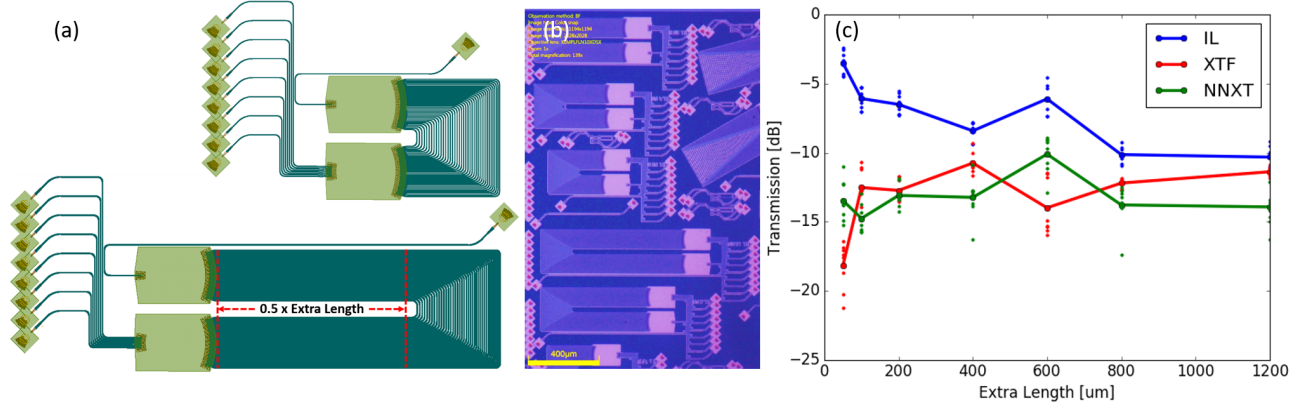 (a)
0.5 x Extra Length
(b)
Observation method: BF
400µm
(c)
Transmission [dB]
0
−5
−10
−15
−20
−25
0 200 400 600 800 1000 1200
Extra Length [um]
IL
XTF
NNXT